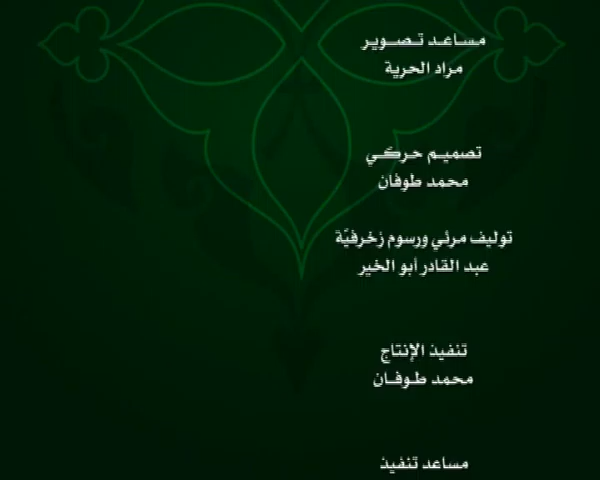 مساعد تصوير
مراد الحرية
تصميم حركي
محمد طوفان
توليف مرئي ورسوم زخرفيّة
عبد القادر أبو الخير
تنفيذ الإنتاج
محمد طوفان
مساعد تنفيذ